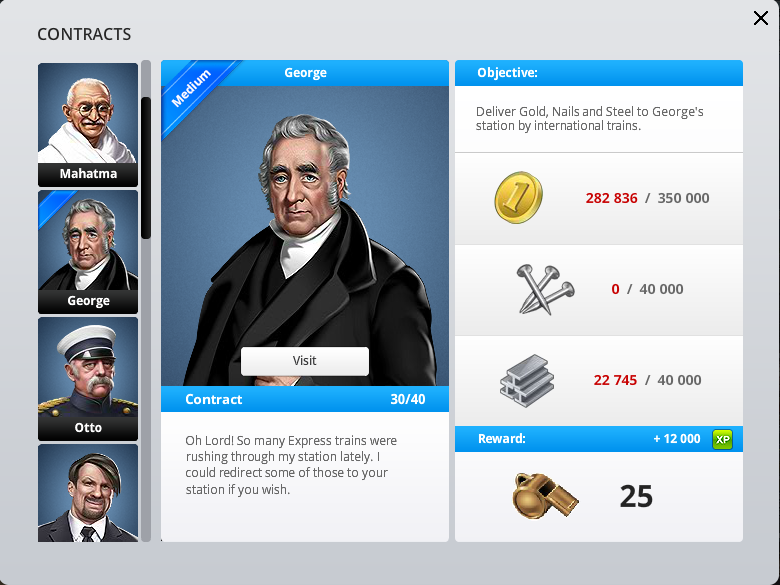 CONTRACTS
Mahatma
George
Otto
Medium
George
Visit
Contract 30/40
Oh Lord! So many Express trains were
rushing through my station lately. I
could redirect some of those to your
station if you wish.
Objective:
Deliver Gold, Nails and Steel to George's
station by international trains.
1
282 836 / 350 000
0 / 40 000
22 745 / 40 000
Reward: + 12 000 XP
25